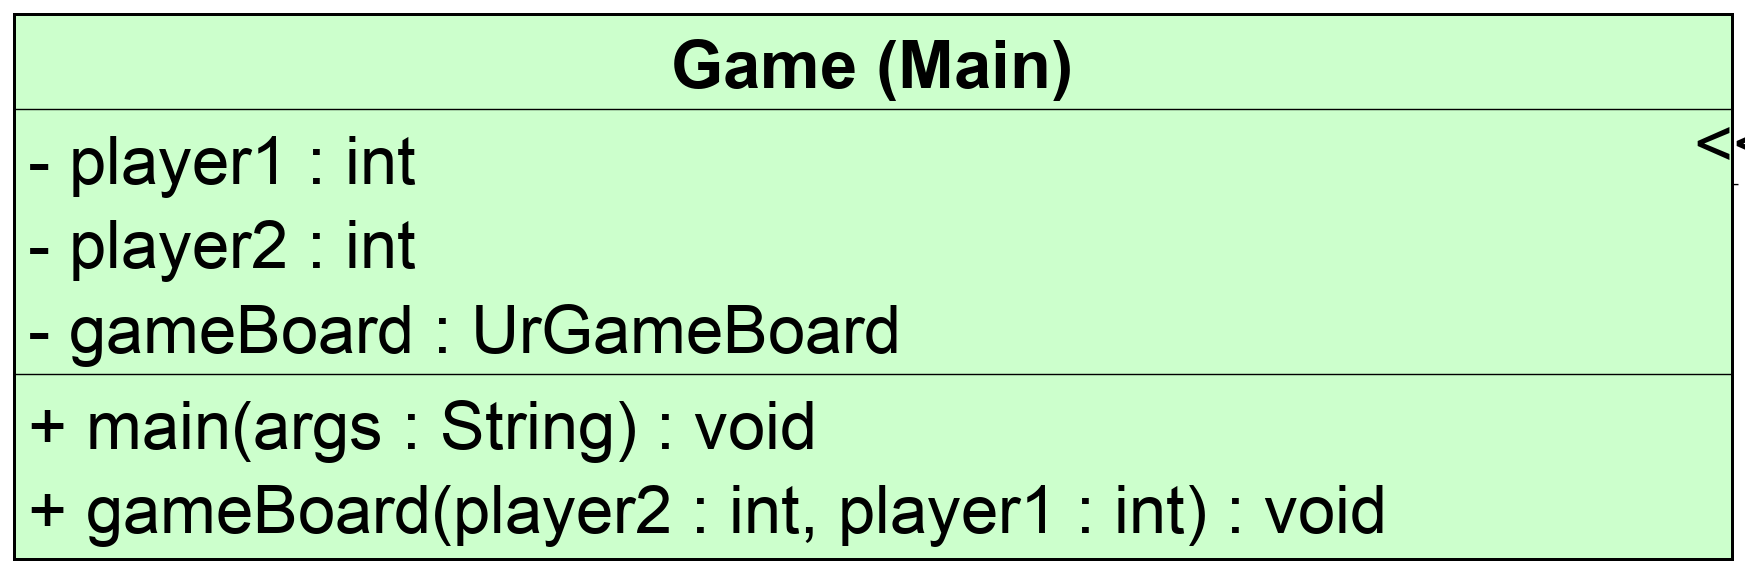 Game (Main)
- player1 : int
<<
- player2 : int
- gameBoard : UrGameBoard
+ main(args : String) : void
+ gameBoard(player2 : int, player1 : int) : void